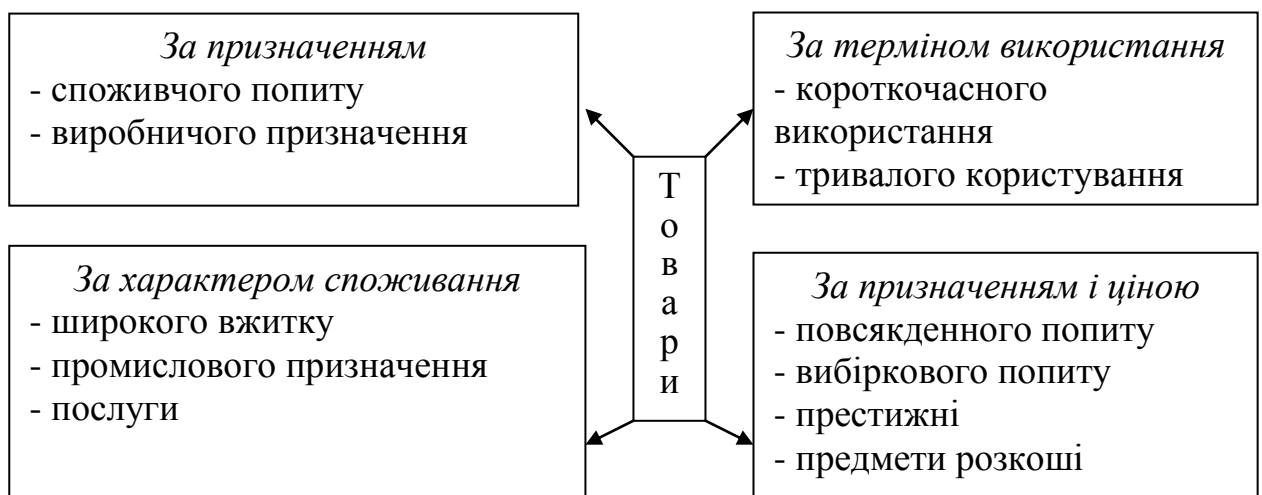 За призначенням
- споживчого попиту
- виробничого призначення
За терміном використання
- короткочасного
використання
- тривалого користування
Товари
За характером споживання
- широкого вжитку
- промислового призначення
- послуги
За призначенням і ціною
- повсякденного попиту
- вибіркового попиту
- престижні
- предмети розкоші